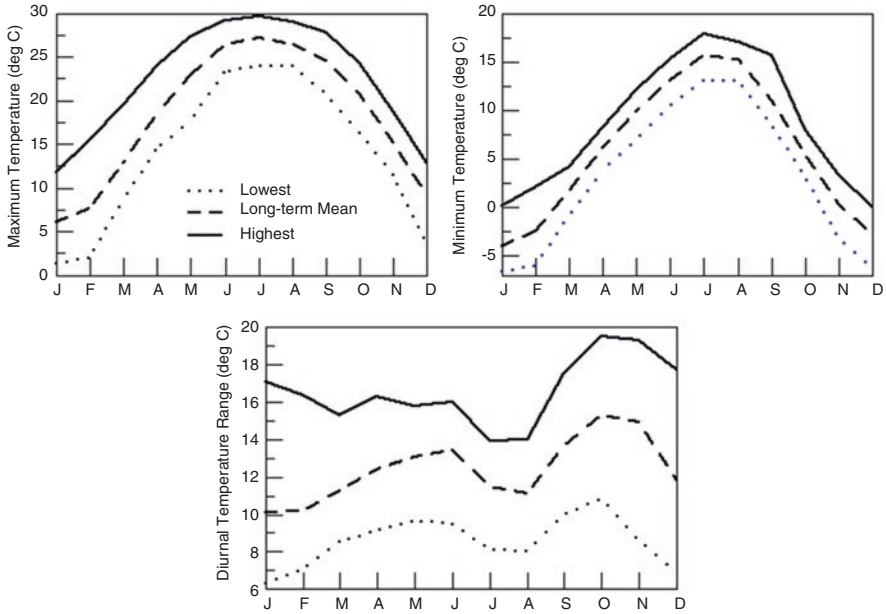 Maximum Temperature (deg C)
30
25
20
15
10
5
0
Lowest
Long-term Mean
Highest
J F M A M J J A S O N D
Minimum Temperature (deg C)
20
15
10
5
0
-5
J F M A M J J A S O N D
Diurnal Temperature Range (deg C)
20
18
16
14
12
10
8
6
J F M A M J J A S O N D